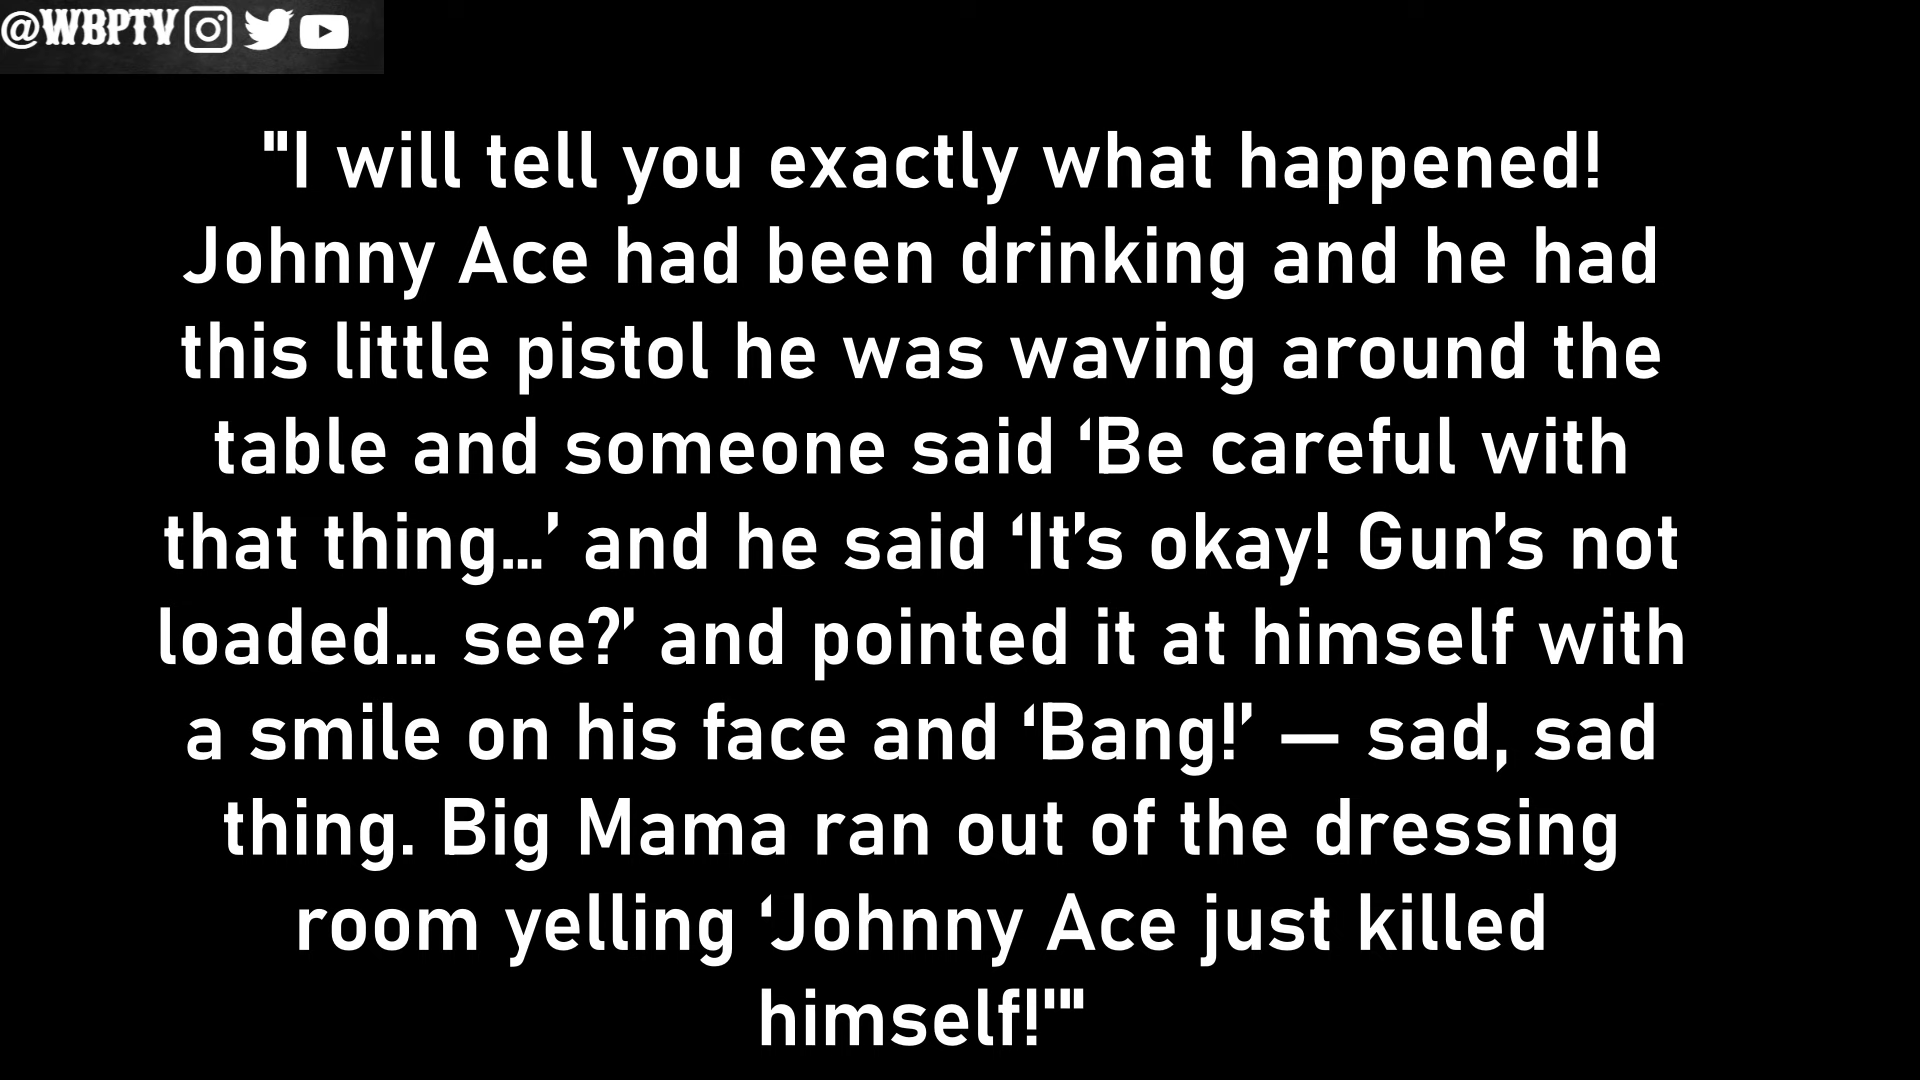 @WBPTV
"I will tell you exactly what happened!
Johnny Ace had been drinking and he had
this little pistol he was waving around the
table and someone said ‘Be careful with
that thing…’ and he said ‘It’s okay! Gun’s not
loaded… see?’ and pointed it at himself with
a smile on his face and ‘Bang!’ — sad, sad
thing. Big Mama ran out of the dressing
room yelling ‘Johnny Ace just killed
himself!'"